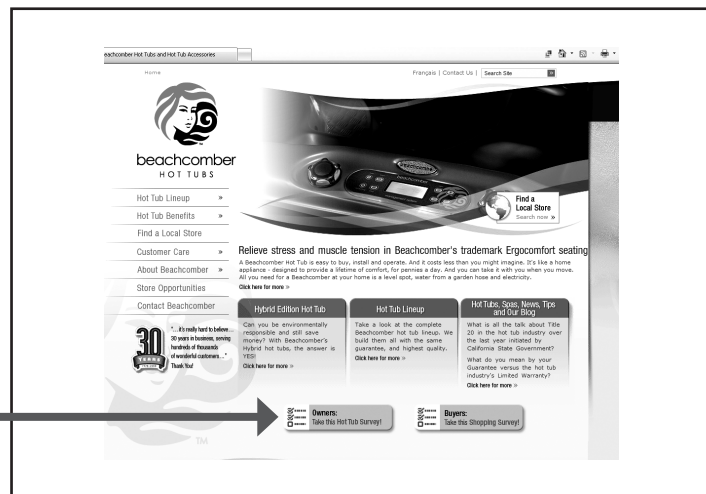 eachcomber Hot Tubs and Hot Tub Accessories
Home
Français | Contact Us |
Search Site
beachcomber
HOT TUBS
Hot Tub Lineup »
Hot Tub Benefits »
Find a Local Store
Customer Care »
About Beachcomber »
Store Opportunities
Contact Beachcomber
beachcomber
Find a
Local Store
Search now »
Relieve stress and muscle tension in Beachcomber's trademark Ergocomfort seating
A Beachcomber Hot Tub is easy to buy, install and operate. And it costs less than you might imagine. It's like a home
appliance - designed to provide a lifetime of comfort, for pennies a day. And you can take it with you when you move.
All you need for a Beachcomber at your home is a level spot, water from a garden hose and electricity.
Click here for more »
30
YEARS
"... it's really hard to believe...
30 years in business, serving
hundreds of thousands
of wonderful customers..."
Thank You!
Hybrid Edition Hot Tub
Can you be environmentally
responsible and still save
money? With Beachcomber's
Hybrid hot tubs, the answer is
YES!
Click here for more »
Hot Tub Lineup
Take a look at the complete
Beachcomber hot tub lineup. We
build them all with the same
guarantee, and highest quality.
Click here for more »
Hot Tubs, Spas, News, Tips
and Our Blog
What is all the talk about Title
20 in the hot tub industry over
the last year initiated by
California State Government?
What do you mean by your
Guarantee versus the hot tub
industry's Limited Warranty?
Click here for more »
Owners:
Take this Hot Tub Survey!
Buyers:
Take this Shopping Survey!
TM